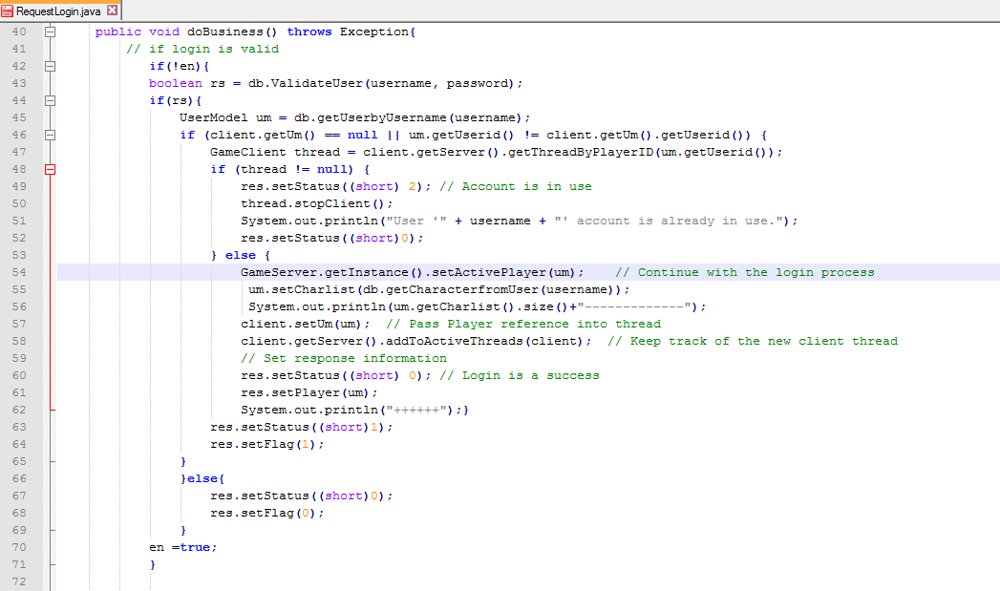 RequestLogin.java
40 public void doBusiness() throws Exception{
41 // if login is valid
42 if(!en){
43 boolean rs = db.ValidateUser(username, password);
44 if(rs){
45 UserModel um = db.getUserbyUsername(username);
46 if (client.getUm() == null || um.getUserid() != client.getUm().getUserid()) {
47 GameClient thread = client.getServer().getThreadByPlayerID(um.getUserid());
48 if (thread != null) {
49 res.setStatus((short) 2); // Account is in use
50 thread.stopClient();
51 System.out.println("User '" + username + "' account is already in use.");
52 res.setStatus((short)0);
53 } else {
54 GameServer.getInstance().setActivePlayer(um); // Continue with the login process
55 um.setCharlist(db.getCharacterfromUser(username));
56 System.out.println(um.getCharlist().size()+"-------------");
57 client.setUm(um); // Pass Player reference into thread
58 client.getServer().addToActiveThreads(client); // Keep track of the new client thread
59 // Set response information
60 res.setStatus((short) 0); // Login is a success
61 res.setPlayer(um);
62 System.out.println("++++++");}
63 res.setStatus((short)1);
64 res.setFlag(1);
65 }
66 }else{
67 res.setStatus((short)0);
68 res.setFlag(0);
69 }
70 en =true;
71 }
72